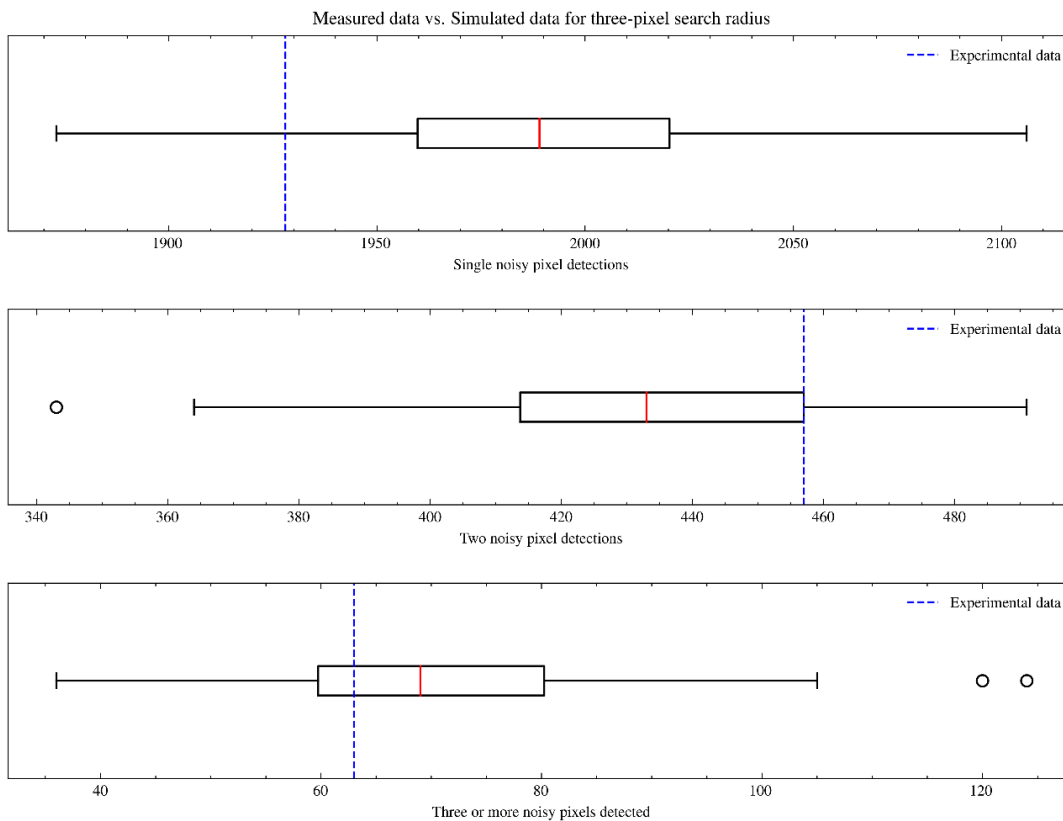 Measured data vs. Simulated data for three-pixel search radius
Experimental data
1900 1950 2000 2050 2100
Single noisy pixel detections
Experimental data
340 360 380 400 420 440 460 480
Two noisy pixel detections
Experimental data
40 60 80 100 120
Three or more noisy pixels detected